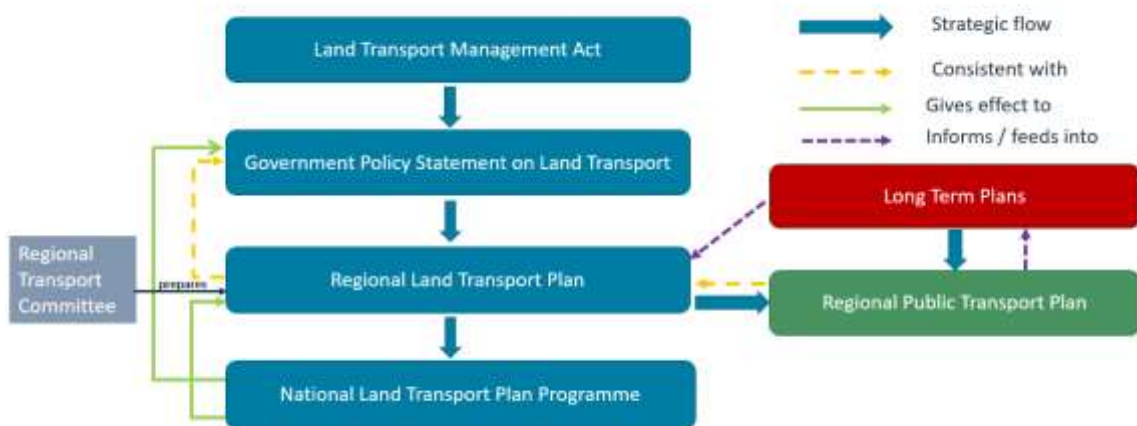 Land Transport Management Act
Strategic flow
Consistent with
Gives effect to
Informs / feeds into
Government Policy Statement on Land Transport
Long Term Plans
Regional
Transport
Committee
prepares
Regional Land Transport Plan
Regional Public Transport Plan
National Land Transport Plan Programme